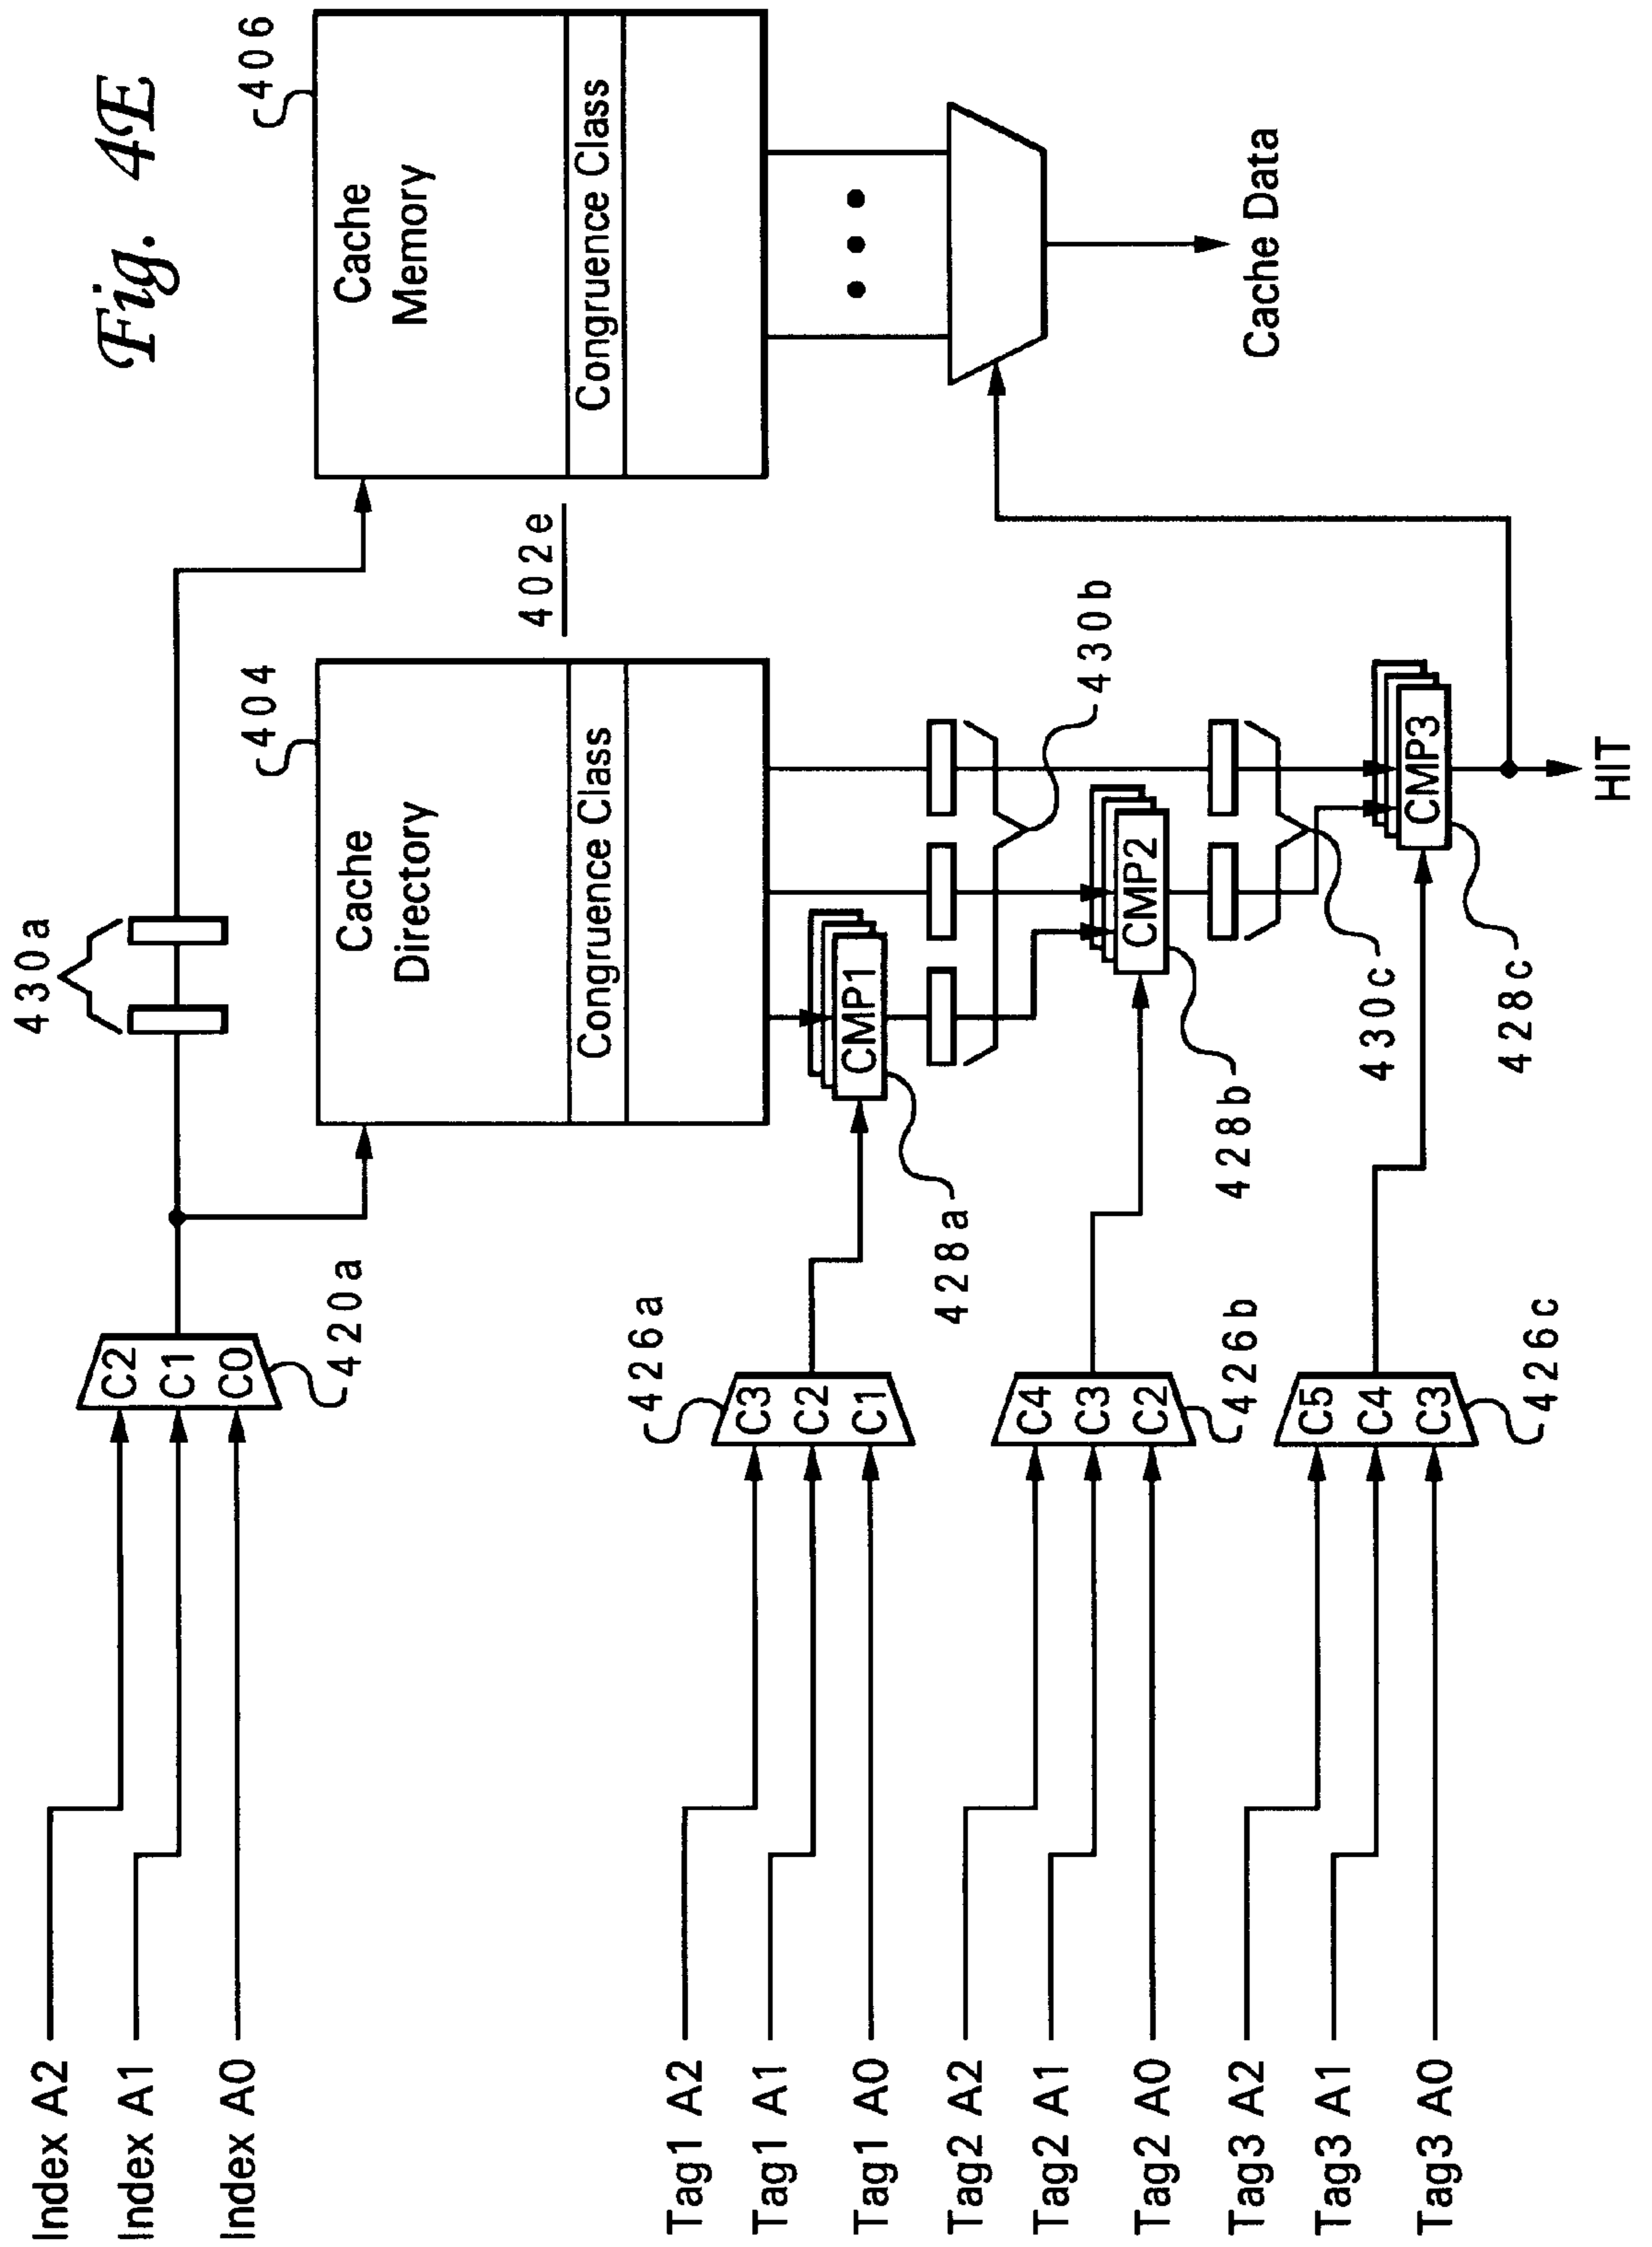 Fig. 4E
430a
Index A2
Index A1
Index A0
C2
C1
C0
420a
404
Cache
Directory
Congruence Class
402e
406
Cache
Memory
Congruence Class
Tag1 A2
Tag1 A1
Tag1 A0
426a
C3
C2
C1
CMP1
428a
430b
Cache Data
Tag2 A2
Tag2 A1
Tag2 A0
C4
C3
C2
426b
CMP2
428b
430c
Tag3 A2
Tag3 A1
Tag3 A0
C5
C4
C3
426c
CMP3
428c
HIT